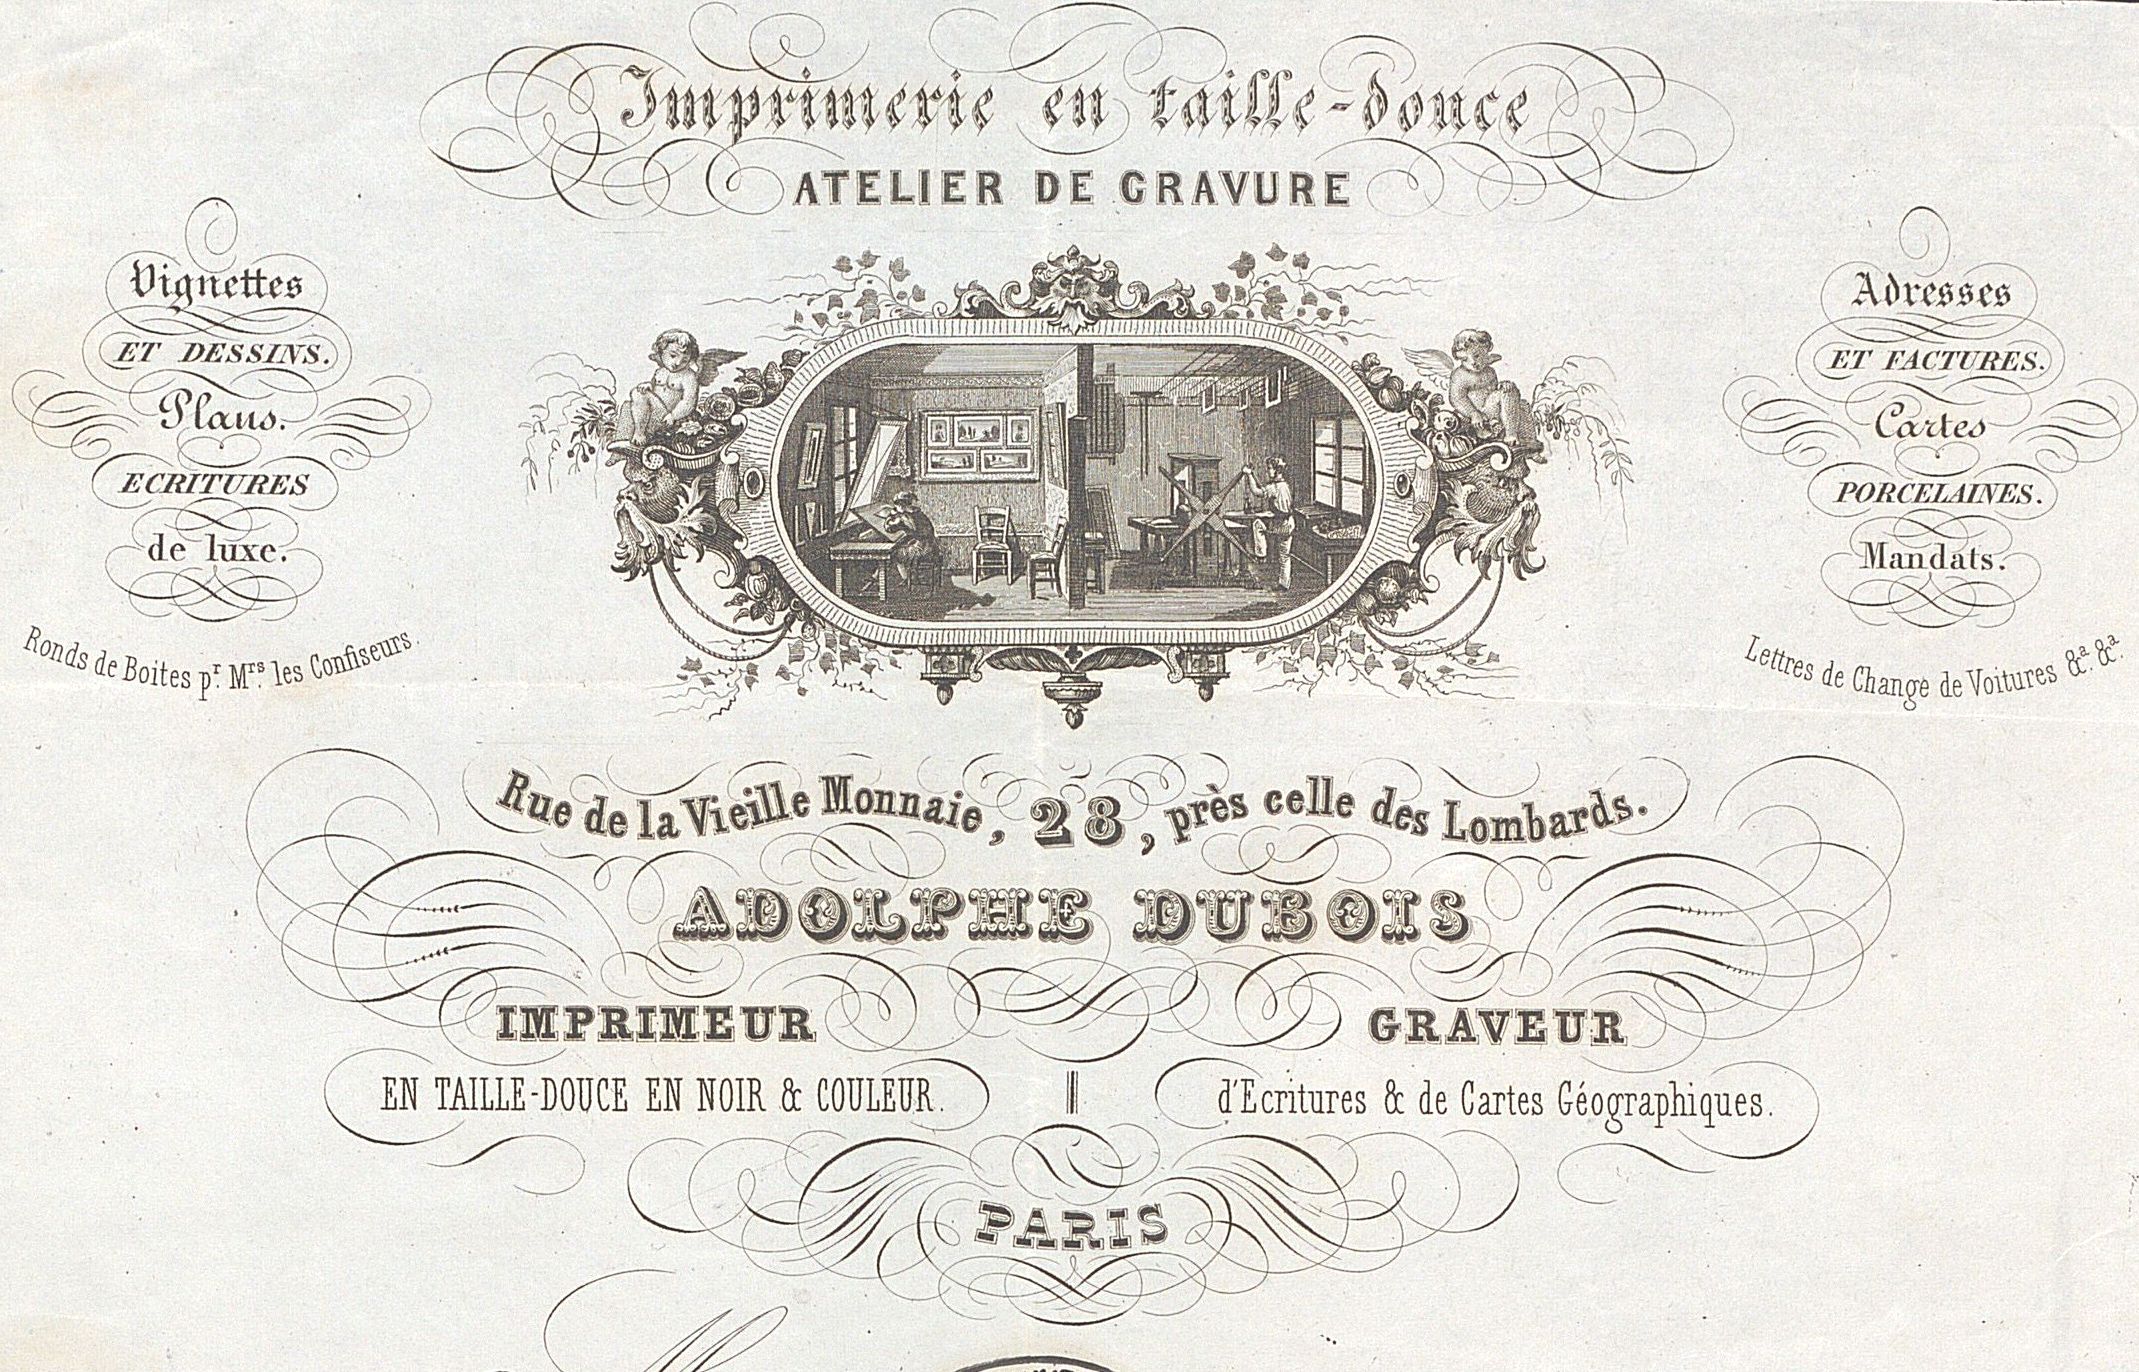 Imprimerie en taille-douce
ATELIER DE GRAVURE
Vignettes
ET DESSINS.
Plans.
ECRITURES
de luxe.
Ronds de Boites pr. Mrs. les Confiseurs.
Adresses
ET FACTURES.
Cartes
PORCELAINES.
Mandats.
Lettres de Change de Voitures &a. &a.
Rue de la Vieille Monnaie, 28, près celle des Lombards.
ADOLPHE DUBOIS
IMPRIMEUR
EN TAILLE-DOUCE EN NOIR & COULEUR.
GRAVEUR
d'Ecritures & de Cartes Géographiques.
PARIS
M